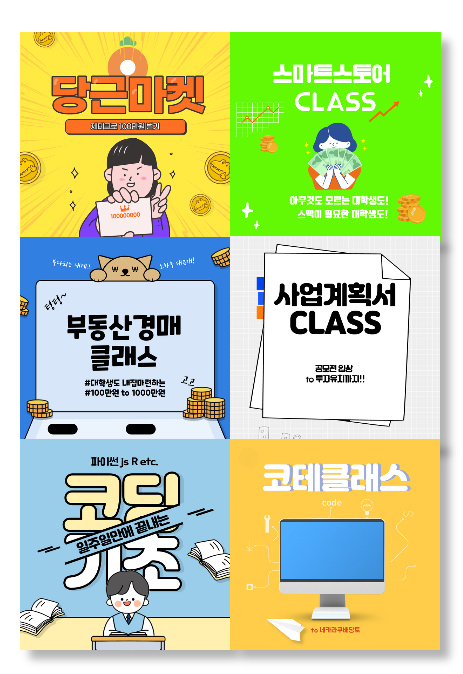 당근마켓
100000000
스마트스토어
CLASS
아무것도 모르는 대학생도!
스펙이 필요한 대학생도!
텅텅~
부동산경매
클래스
#대학생도 내집마련하는
#100만원 to 1000만원
고고
사업계획서
CLASS
공모전 입상
to 투자유치까지!!
파이썬 js R etc.
코딩
일주일만에 끝내는
기초
코테클래스
code
to 네카라쿠배당토